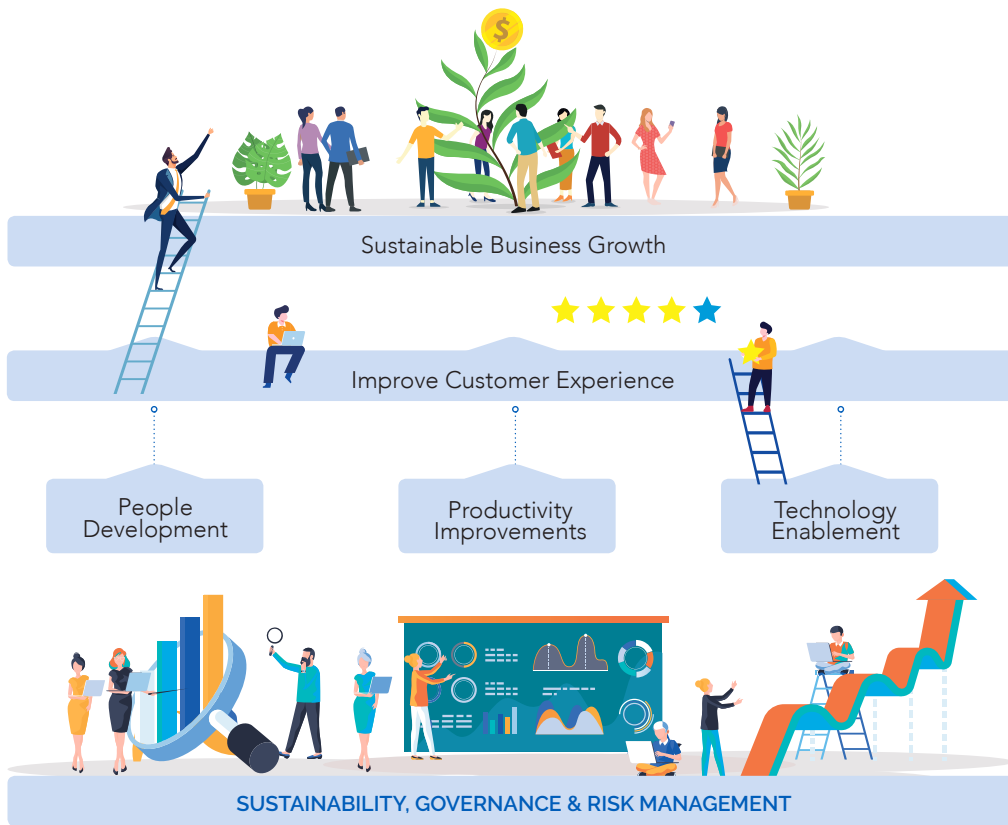 $
Sustainable Business Growth
Improve Customer Experience
People
Development
Productivity
Improvements
Technology
Enablement
SUSTAINABILITY, GOVERNANCE & RISK MANAGEMENT